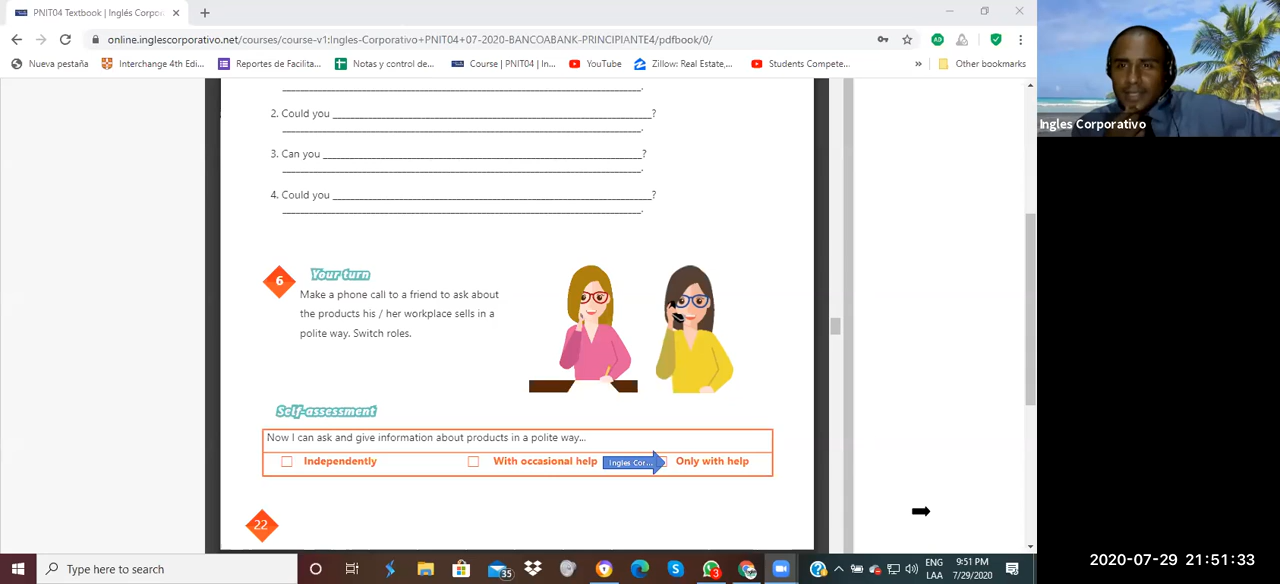 PNIT04 Textbook | Inglés Corpo
online.inglescorporativo.net/courses/course-v1:Ingles-Corporativo+PNIT04+07-2020-BANCOABANK-PRINCIPIANTE4/pdfbook/0/
Nueva pestaña
Interchange 4th Edi...
Reportes de Facilita...
Notas y control de...
Course | PNIT04 | In...
YouTube
Zillow: Real Estate,...
Students Compete...
»
Other bookmarks
2. Could you ?
3. Can you ?
4. Could you ?
6 Your turn
Make a phone call to a friend to ask about
the products his / her workplace sells in a
polite way. Switch roles.
Self-assessment
Now I can ask and give information about products in a polite way...
Independently With occasional help Only with help
Ingles Cor...
22
Ingles Corporativo
Type here to search
35
3
ENG
LAA
9:51 PM
7/29/2020
2020-07-29 21:51:33